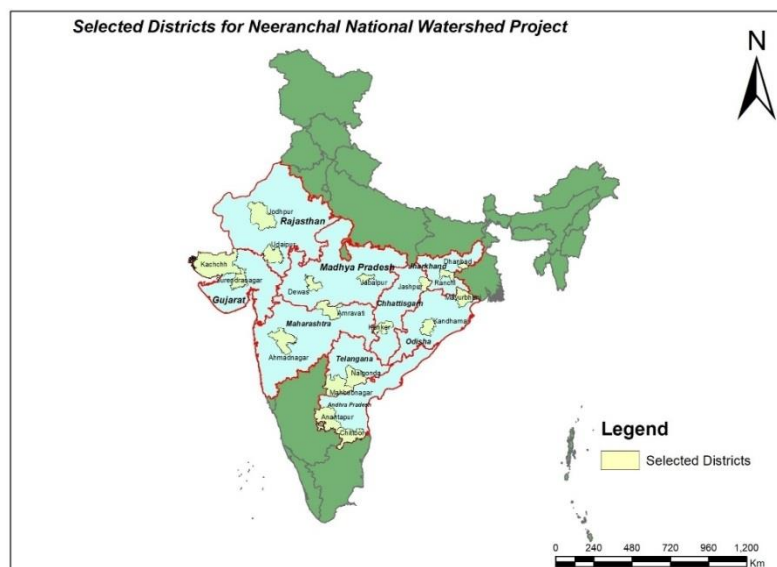 Selected Districts for Neeranchal National Watershed Project
N
Jodhpur
Rajasthan
Udaipur
Kachchh
Surendranagar
Gujarat
Madhya Pradesh
Dewas
Jabalpur
Jharkhand
Dhanbad
Ranchi
Jashpur
Mayurbhanj
Chhattisgarh
Kanker
Kandhamal
Odisha
Amravati
Maharashtra
Ahmadnagar
Telangana
Nalgonda
Mahbubnagar
Andhra Pradesh
Anantapur
Chittoor
Legend
Selected Districts
0 240 480 720 960 1,200
Km